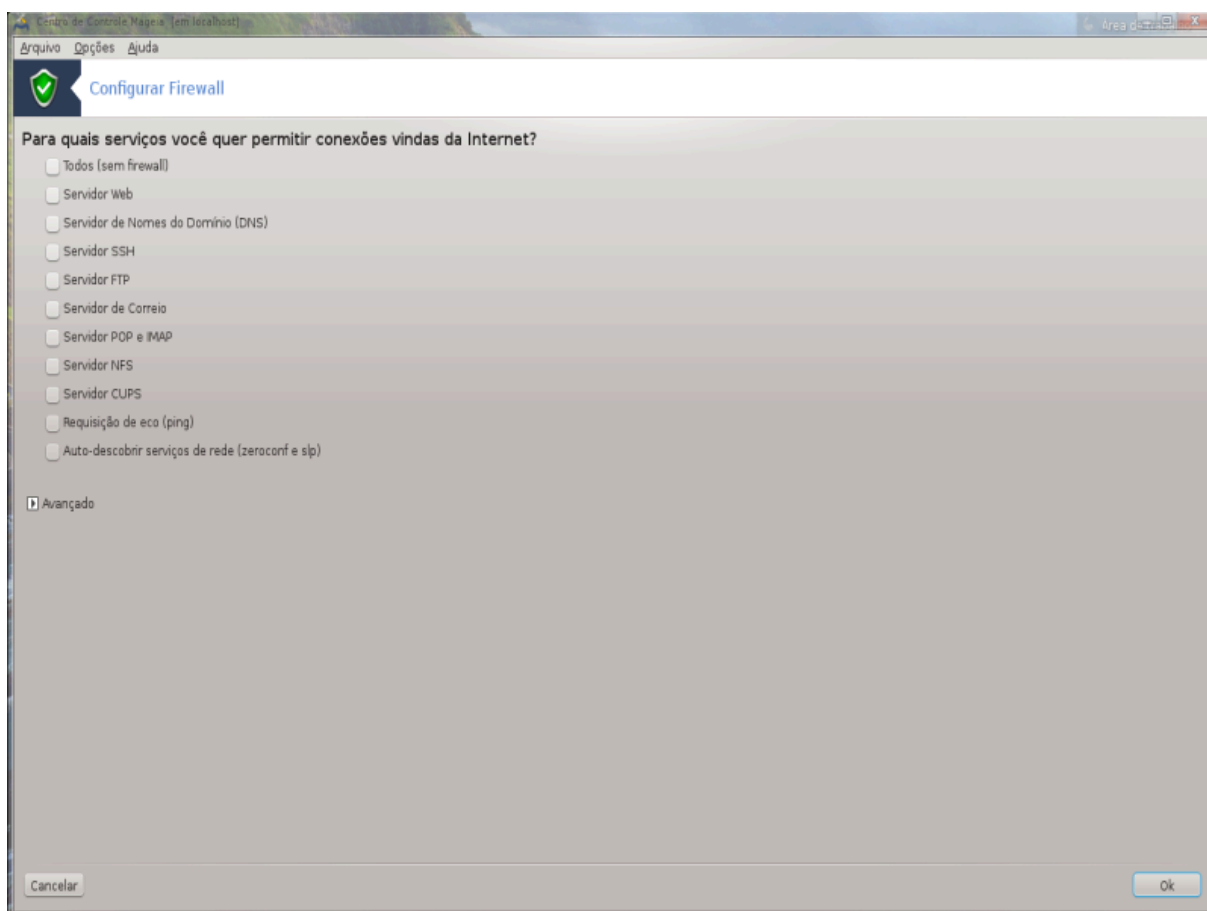 Centro de Controle Mageia [em localhost]
Arquivo Opções Ajuda
Configurar Firewall
Para quais serviços você quer permitir conexões vindas da Internet?
Todos (sem firewall)
Servidor Web
Servidor de Nomes do Domínio (DNS)
Servidor SSH
Servidor FTP
Servidor de Correio
Servidor POP e IMAP
Servidor NFS
Servidor CUPS
Requisição de eco (ping)
Auto-descobrir serviços de rede (zeroconf e slp)
Avançado
Cancelar
Ok